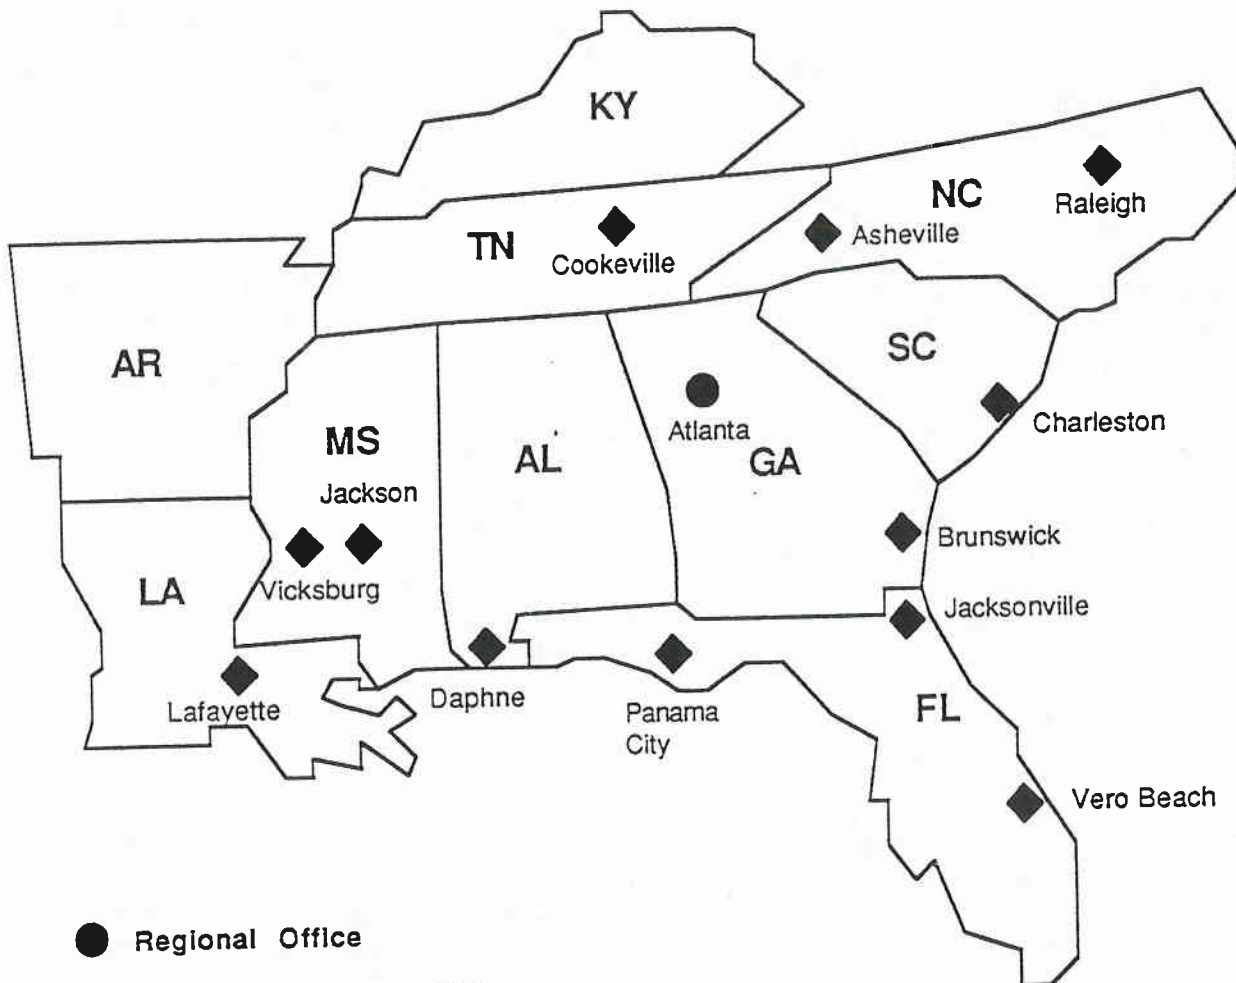 KY
NC
Raleigh
TN
Cookeville
Asheville
AR
SC
Charleston
MS
Jackson
AL
Atlanta
GA
Vicksburg
Brunswick
LA
Jacksonville
Lafayette
Daphne
Panama
City
FL
Vero Beach
Regional Office